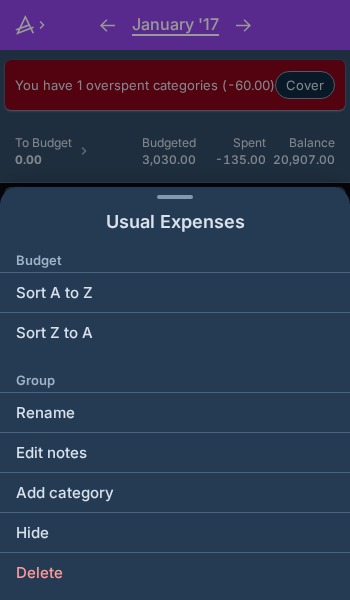 January '17
You have 1 overspent categories (-60.00) Cover
To Budget Budgeted Spent Balance
0.00 3,030.00 -135.00 20,907.00
Usual Expenses
Budget
Sort A to Z
Sort Z to A
Group
Rename
Edit notes
Add category
Hide
Delete